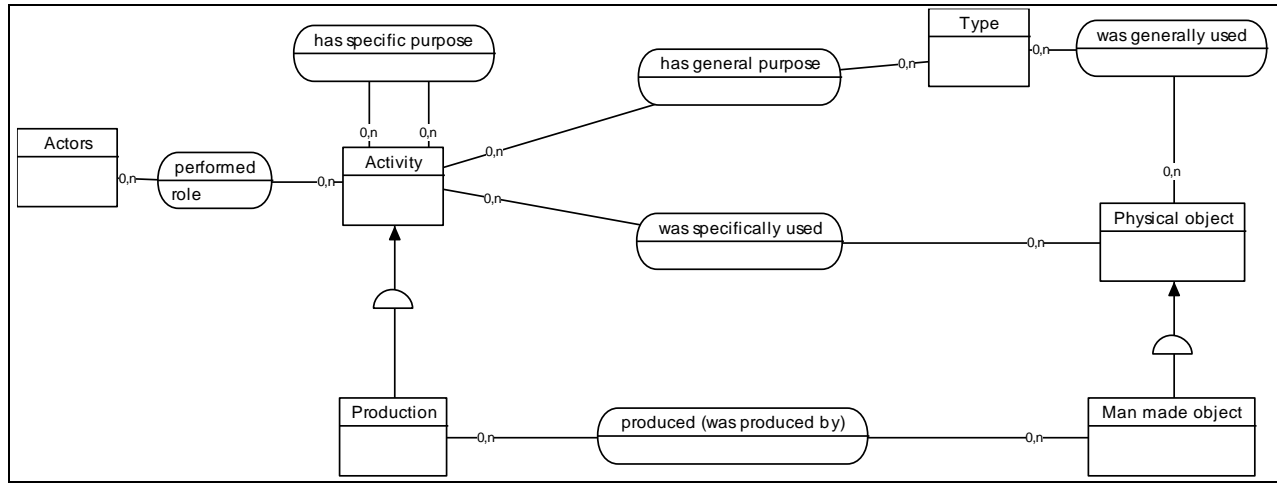 Type
has specific purpose
was generally used
has general purpose
0,n
0,n
0,n
0,n
Actors
0,n
Activity
performed
0,n
0,n
0,n
role
0,n
Physical object
was specifically used
0,n
Production
Man made object
produced (was produced by)
0,n
0,n